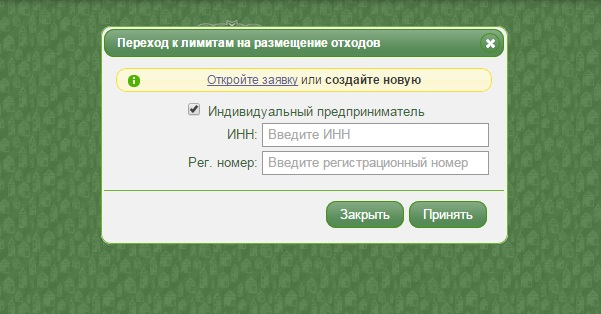 Переход к лимитам на размещение отходов
Откройте заявку или создайте новую
Индивидуальный предприниматель
ИНН: Введите ИНН
Рег. номер: Введите регистрационный номер
Закрыть Принять